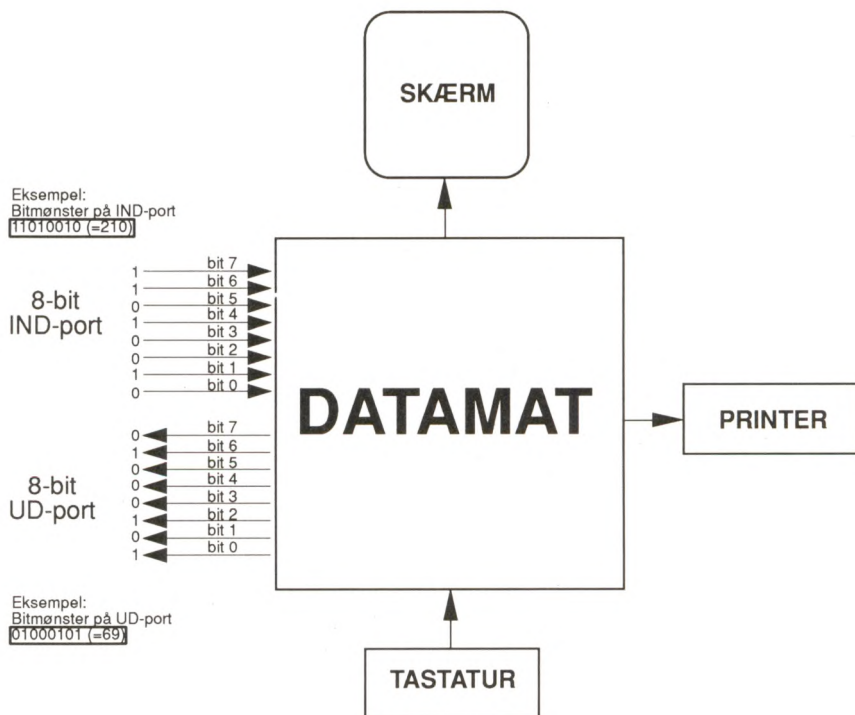 SKÆRM
Eksempel:
Bitmønster på IND-port
11010010 (=210)
8-bit
IND-port
1 bit 7
1 bit 6
0 bit 5
1 bit 4
0 bit 3
0 bit 2
1 bit 1
0 bit 0
DATAMAT
PRINTER
8-bit
UD-port
0 bit 7
1 bit 6
0 bit 5
0 bit 4
0 bit 3
1 bit 2
0 bit 1
1 bit 0
Eksempel:
Bitmønster på UD-port
01000101 (=69)
TASTATUR